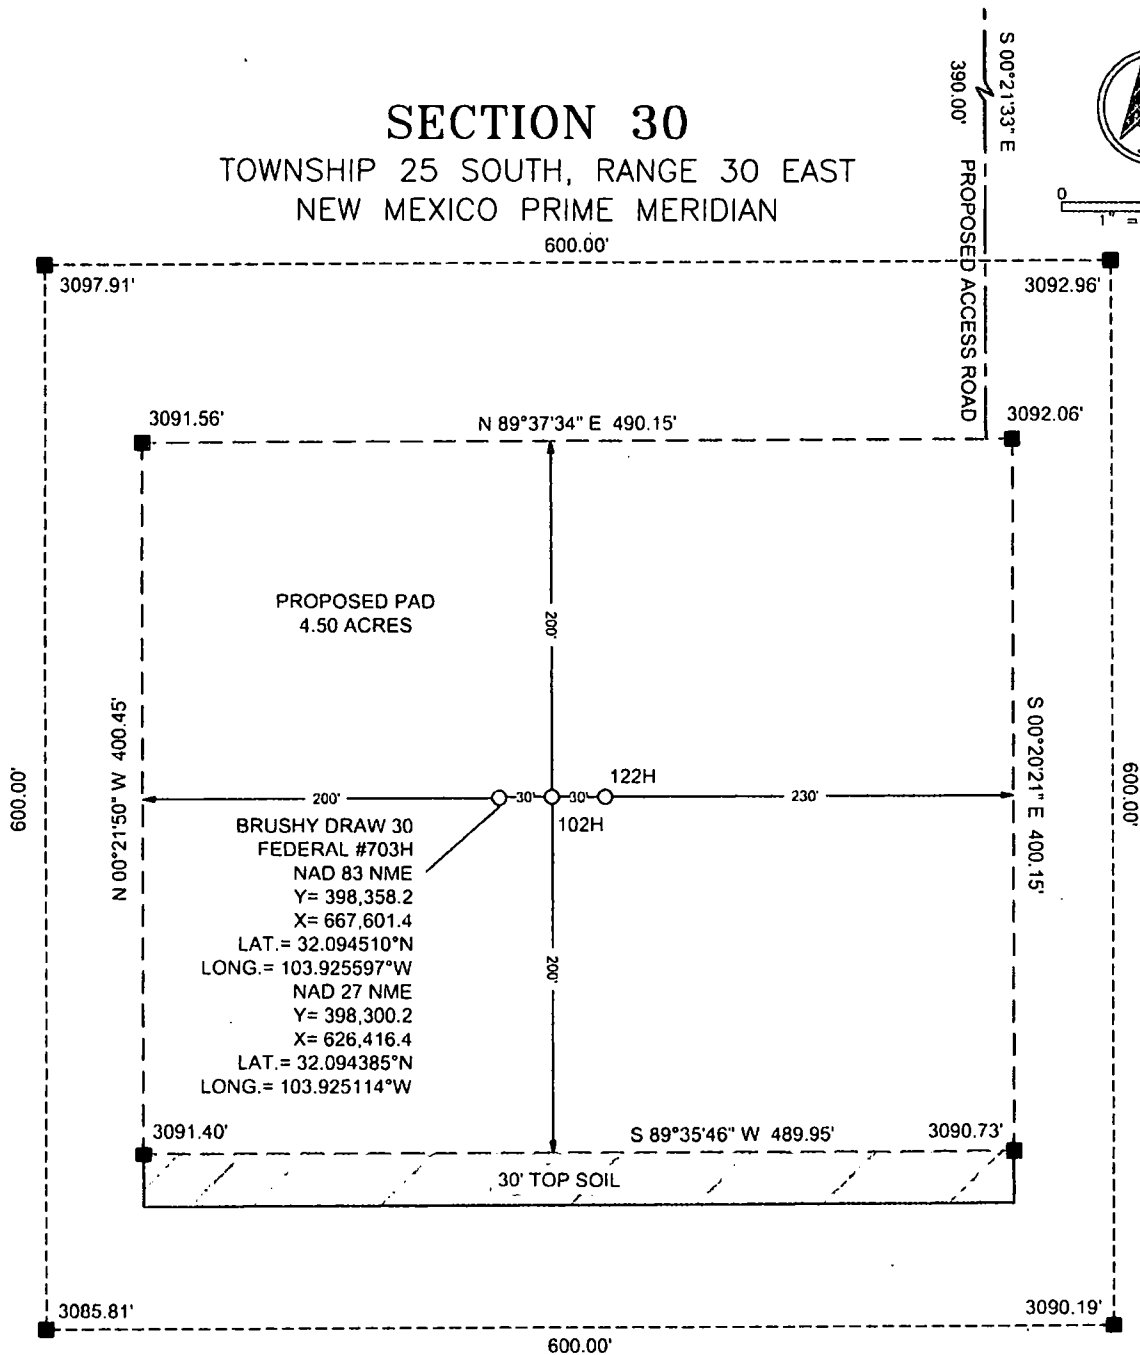 SECTION 30
TOWNSHIP 25 SOUTH, RANGE 30 EAST
NEW MEXICO PRIME MERIDIAN
S 00°21'33" E
390.00'
PROPOSED ACCESS ROAD
0
1" =
600.00'
3097.91'
3092.96'
3091.56'
N 89°37'34" E 490.15'
3092.06'
PROPOSED PAD
4.50 ACRES
200'
N 00°21'50" W 400.45'
S 00°20'21" E 400.15'
600.00'
600.00'
122H
200'
30'
30'
230'
102H
BRUSHY DRAW 30
FEDERAL #703H
NAD 83 NME
Y= 398,358.2
X= 667,601.4
LAT.= 32.094510°N
LONG.= 103.925597°W
NAD 27 NME
Y= 398,300.2
X= 626,416.4
LAT.= 32.094385°N
LONG.= 103.925114°W
200'
3091.40'
S 89°35'46" W 489.95'
3090.73'
30' TOP SOIL
3085.81'
3090.19'
600.00'